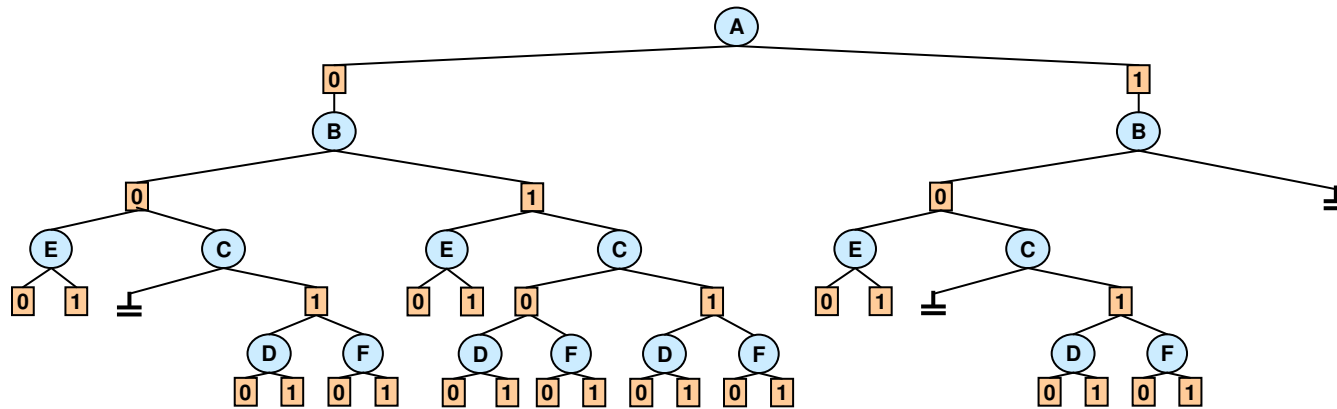 A
0 1
B B
0 1 0
E C E C E C
0 1 1 0 1 0 1 0 1 1
D F D F D F D F
0 1 0 1 0 1 0 1 0 1 0 1 0 1 0 1